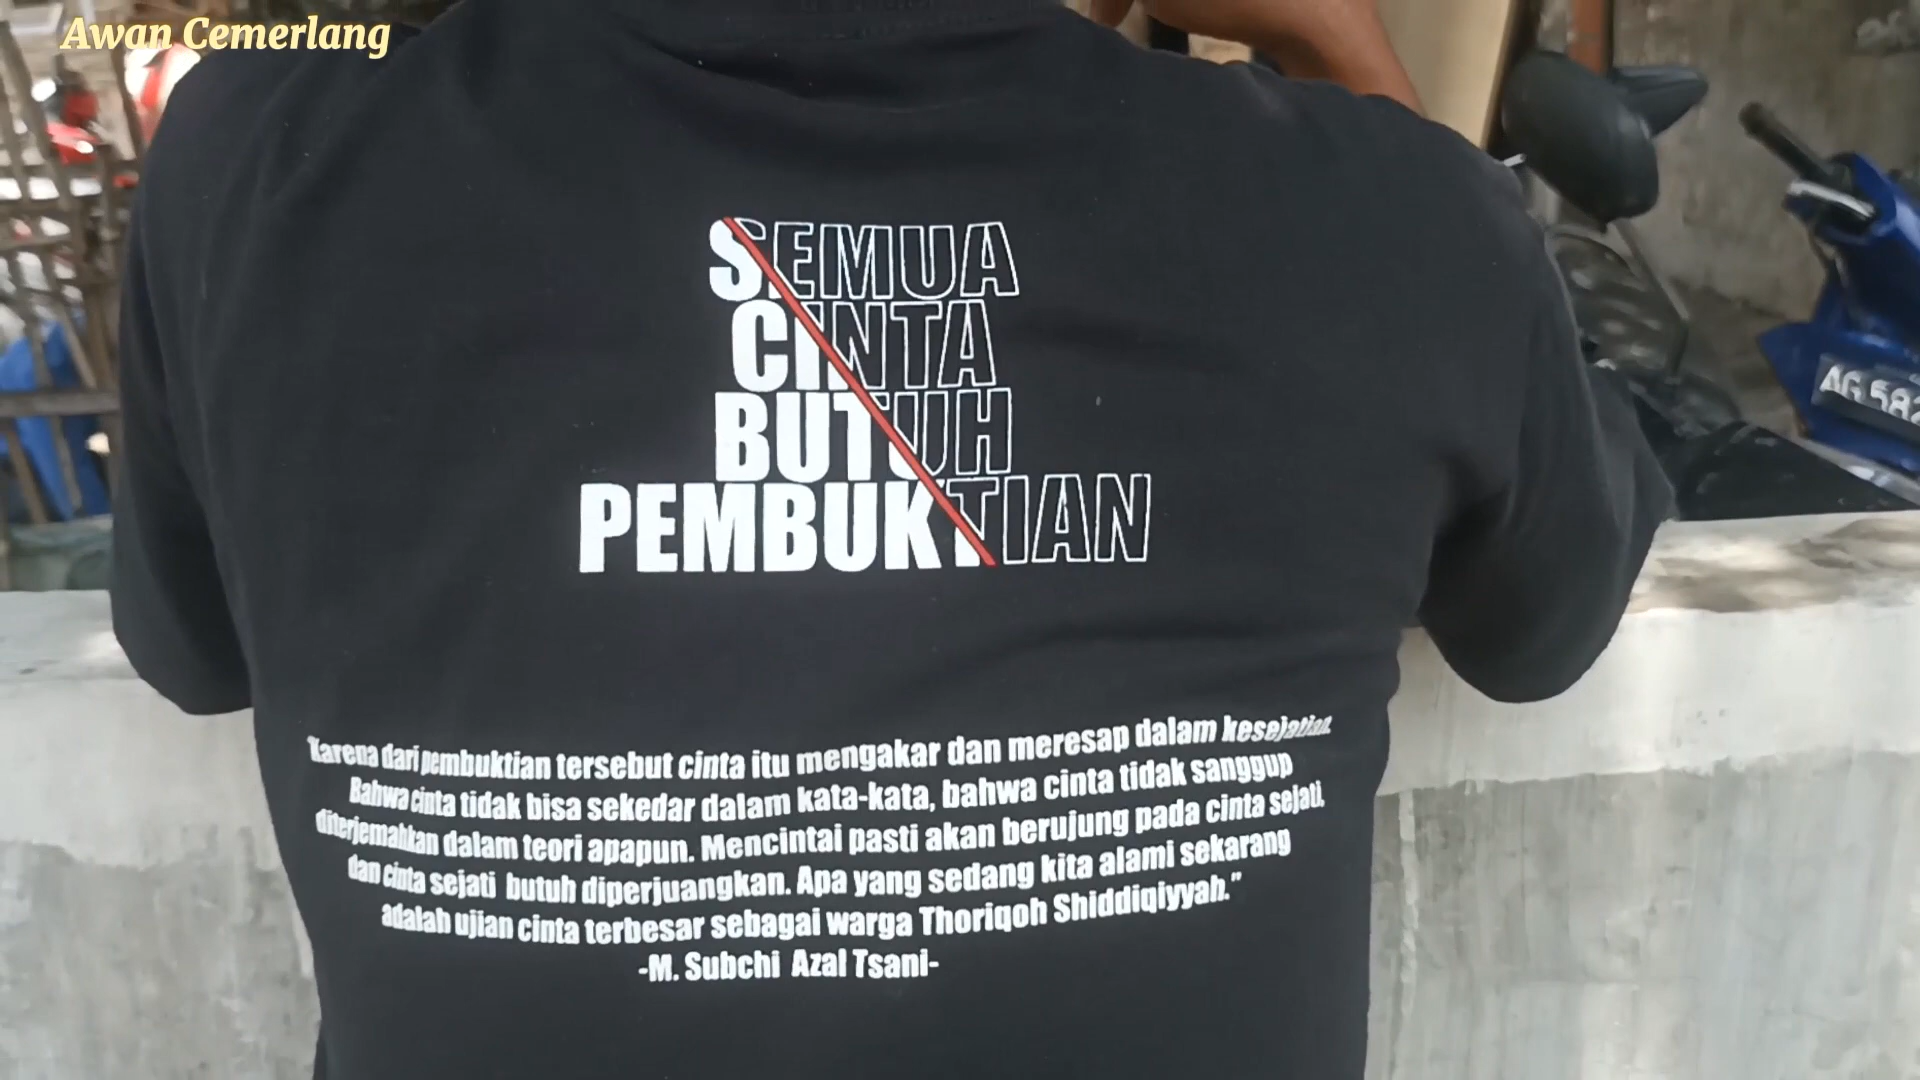 Awan Cemerlang
SEMUA
CINTA
BUTUH
PEMBUKTIAN
"Karena dari pembuktian tersebut cinta itu mengakar dan meresap dalam kesejatian.
Bahwa cinta tidak bisa sekedar dalam kata-kata, bahwa cinta tidak sanggup
diterjemahkan dalam teori apapun. Mencintai pasti akan berujung pada cinta sejati,
dan cinta sejati butuh diperjuangkan. Apa yang sedang kita alami sekarang
adalah ujian cinta terbesar sebagai warga Thoriqoh Shiddiqiyyah."
-M. Subchi Azal Tsani-
AG 582